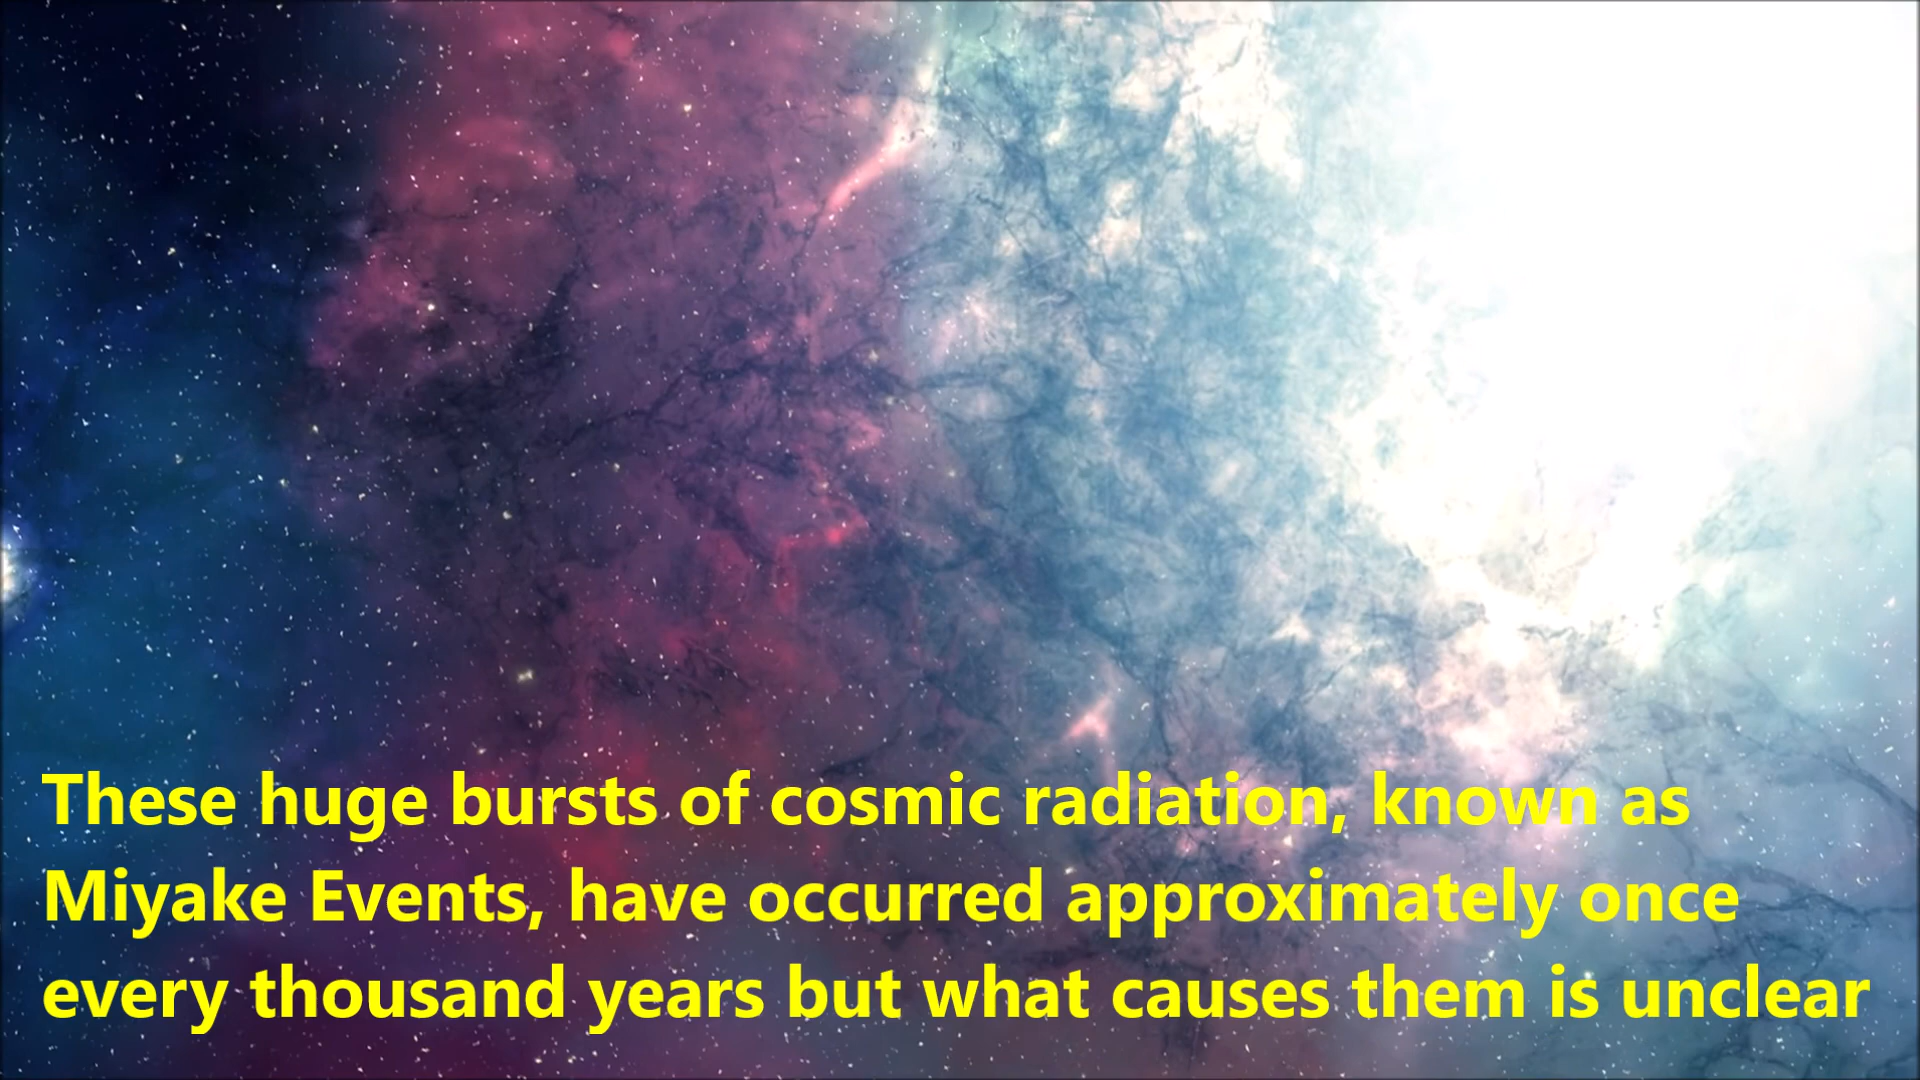 These huge bursts of cosmic radiation, known as
Miyake Events, have occurred approximately once
every thousand years but what causes them is unclear